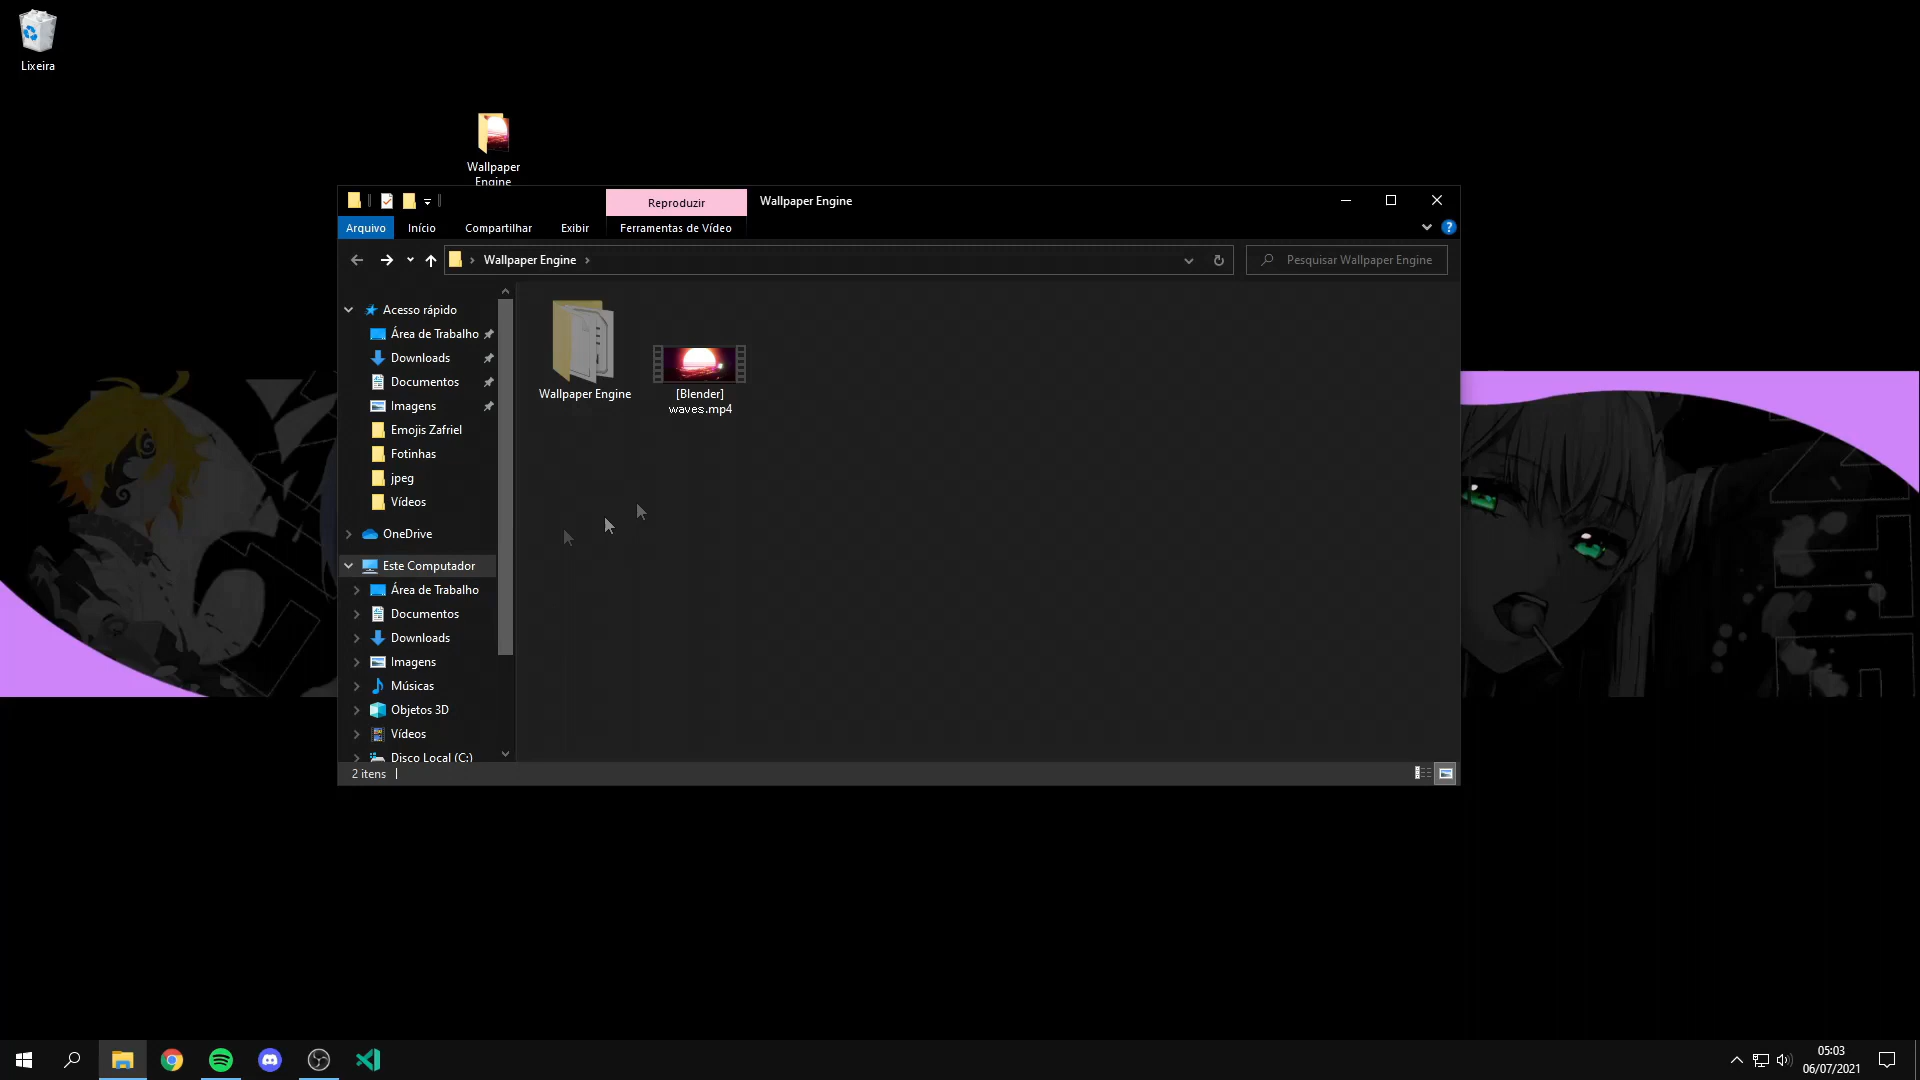 Lixeira
Wallpaper
Engine
Reproduzir
Wallpaper Engine
Arquivo
Início
Compartilhar
Exibir
Ferramentas de Vídeo
Wallpaper Engine
Pesquisar Wallpaper Engine
Acesso rápido
Área de Trabalho
Downloads
Documentos
Imagens
Emojis Zafriel
Fotinhas
jpeg
Vídeos
OneDrive
Este Computador
Área de Trabalho
Documentos
Downloads
Imagens
Músicas
Objetos 3D
Vídeos
Disco Local (C:)
Wallpaper Engine
[Blender]
waves.mp4
2 itens
05:03
06/07/2021